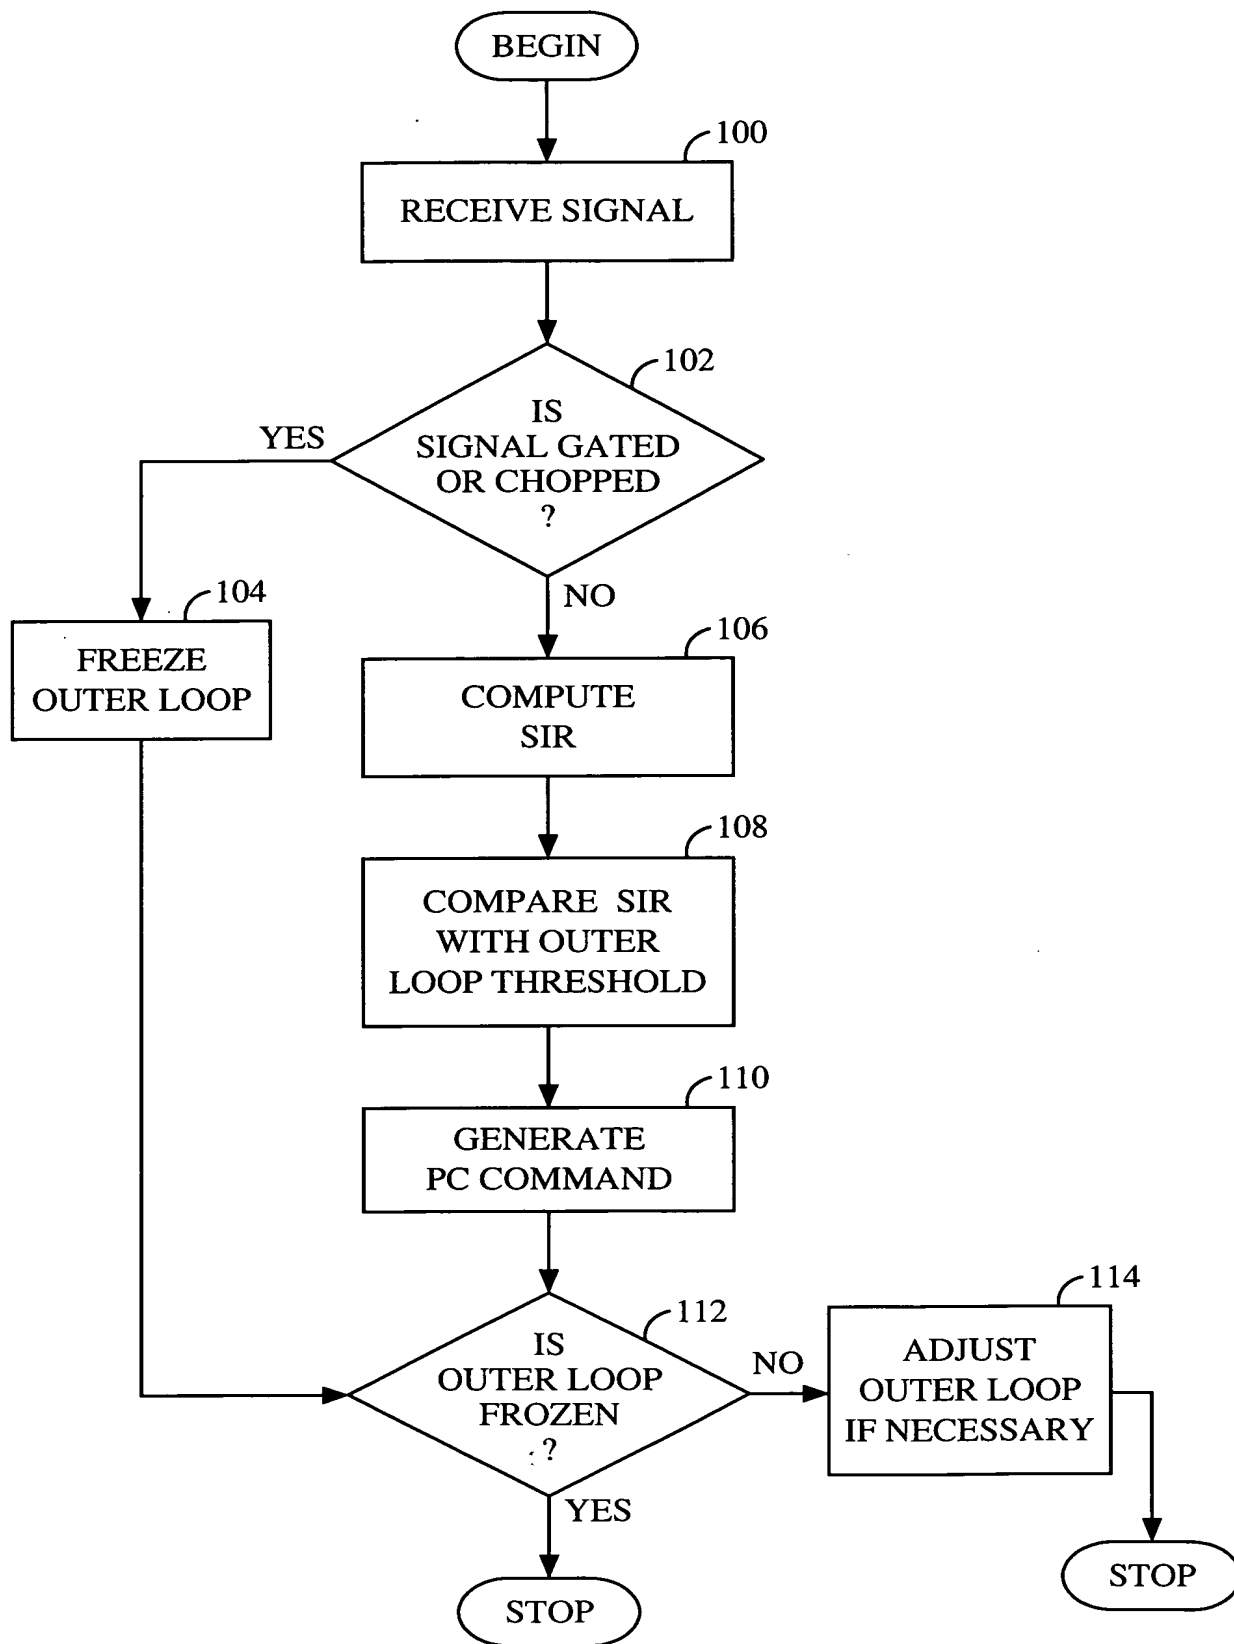 BEGIN
100
RECEIVE SIGNAL
102
IS
SIGNAL GATED
OR CHOPPED
?
YES
NO
104
FREEZE
OUTER LOOP
106
COMPUTE
SIR
108
COMPARE SIR
WITH OUTER
LOOP THRESHOLD
110
GENERATE
PC COMMAND
112
IS
OUTER LOOP
FROZEN
?
NO
YES
114
ADJUST
OUTER LOOP
IF NECESSARY
STOP
STOP